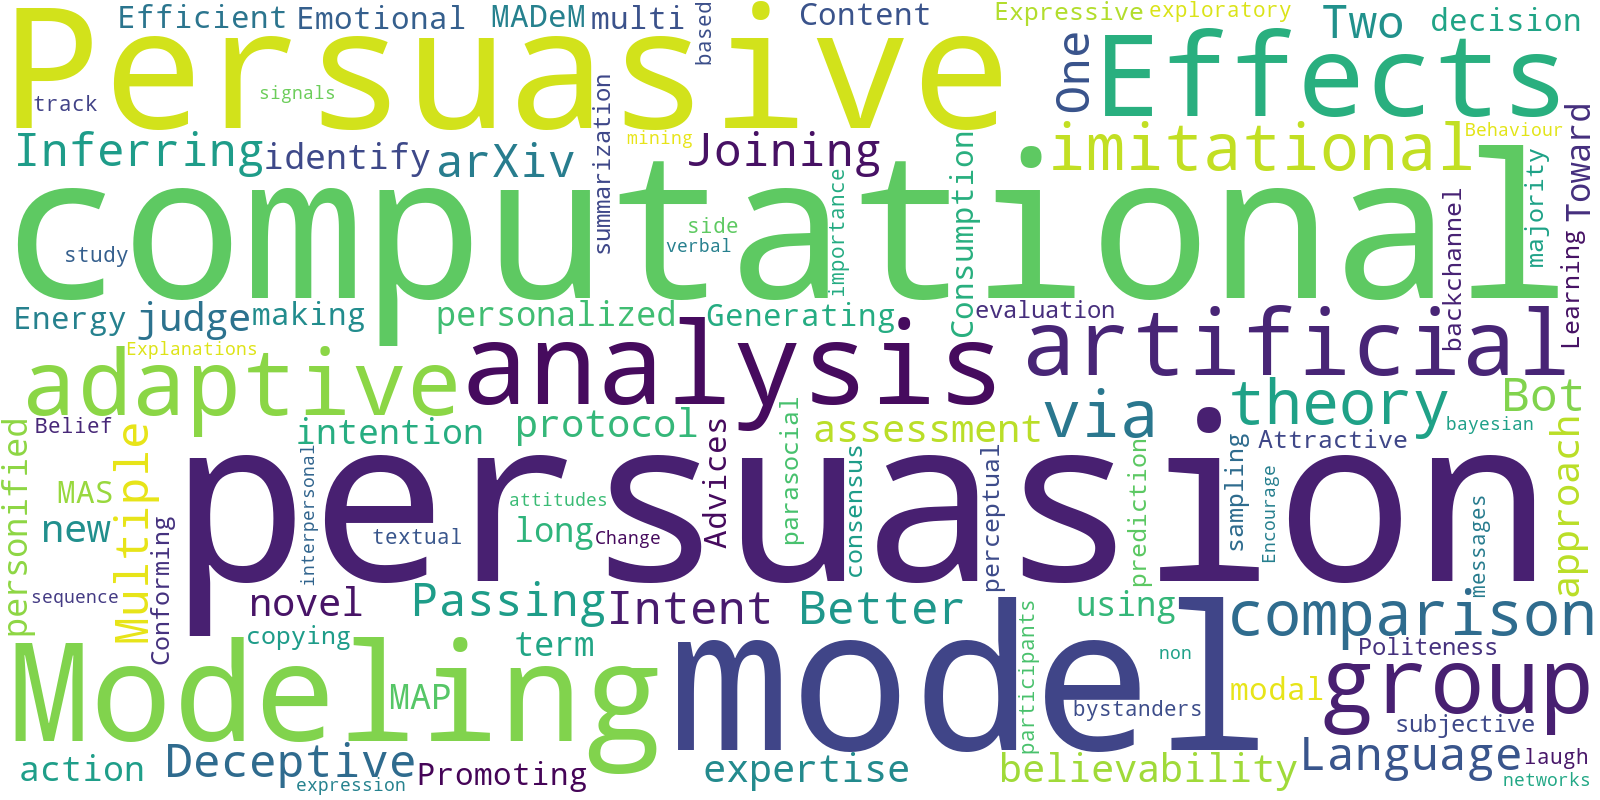 Efficient
Emotional
MADeM
multi
based
Content
Expressive
exploratory
Two
decision
Persuasive
One
Effects
track
signals
Inferring
identify
arXiv
summarization
mining
Joining
Consumption
imitational
Behaviour
Toward
computational
importance
majority
backchannel
Learning
study
side
verbal
Energy
judge
making
personalized
Generating
evaluation
Explanations
adaptive
analysis
artificial
Belief
intention
protocol
Advices
parasocial
assessment
via
theory
Bot
bayesian
Attractive
approach
personified
MAS
Multiple
new
interpersonal
persuasion
attitudes
textual
long
Change
consensus
perceptual
prediction
sampling
Encourage
messages
Conforming
sequence
novel
Passing
Intent
Better
using
comparison
copying
term
participants
non
Politeness
Modeling
MAP
model
modal
group
bystanders
subjective
action
Deceptive
expression
Promoting
expertise
believability
Language
laugh
networks